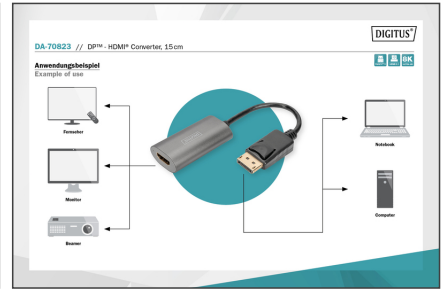 DIGITUS®
DA-70823 // DP™ - HDMI® Converter, 15 cm
8K
Anwendungsbeispiel
Example of use
Fernseher
Notebook
Monitor
Computer
Beamer